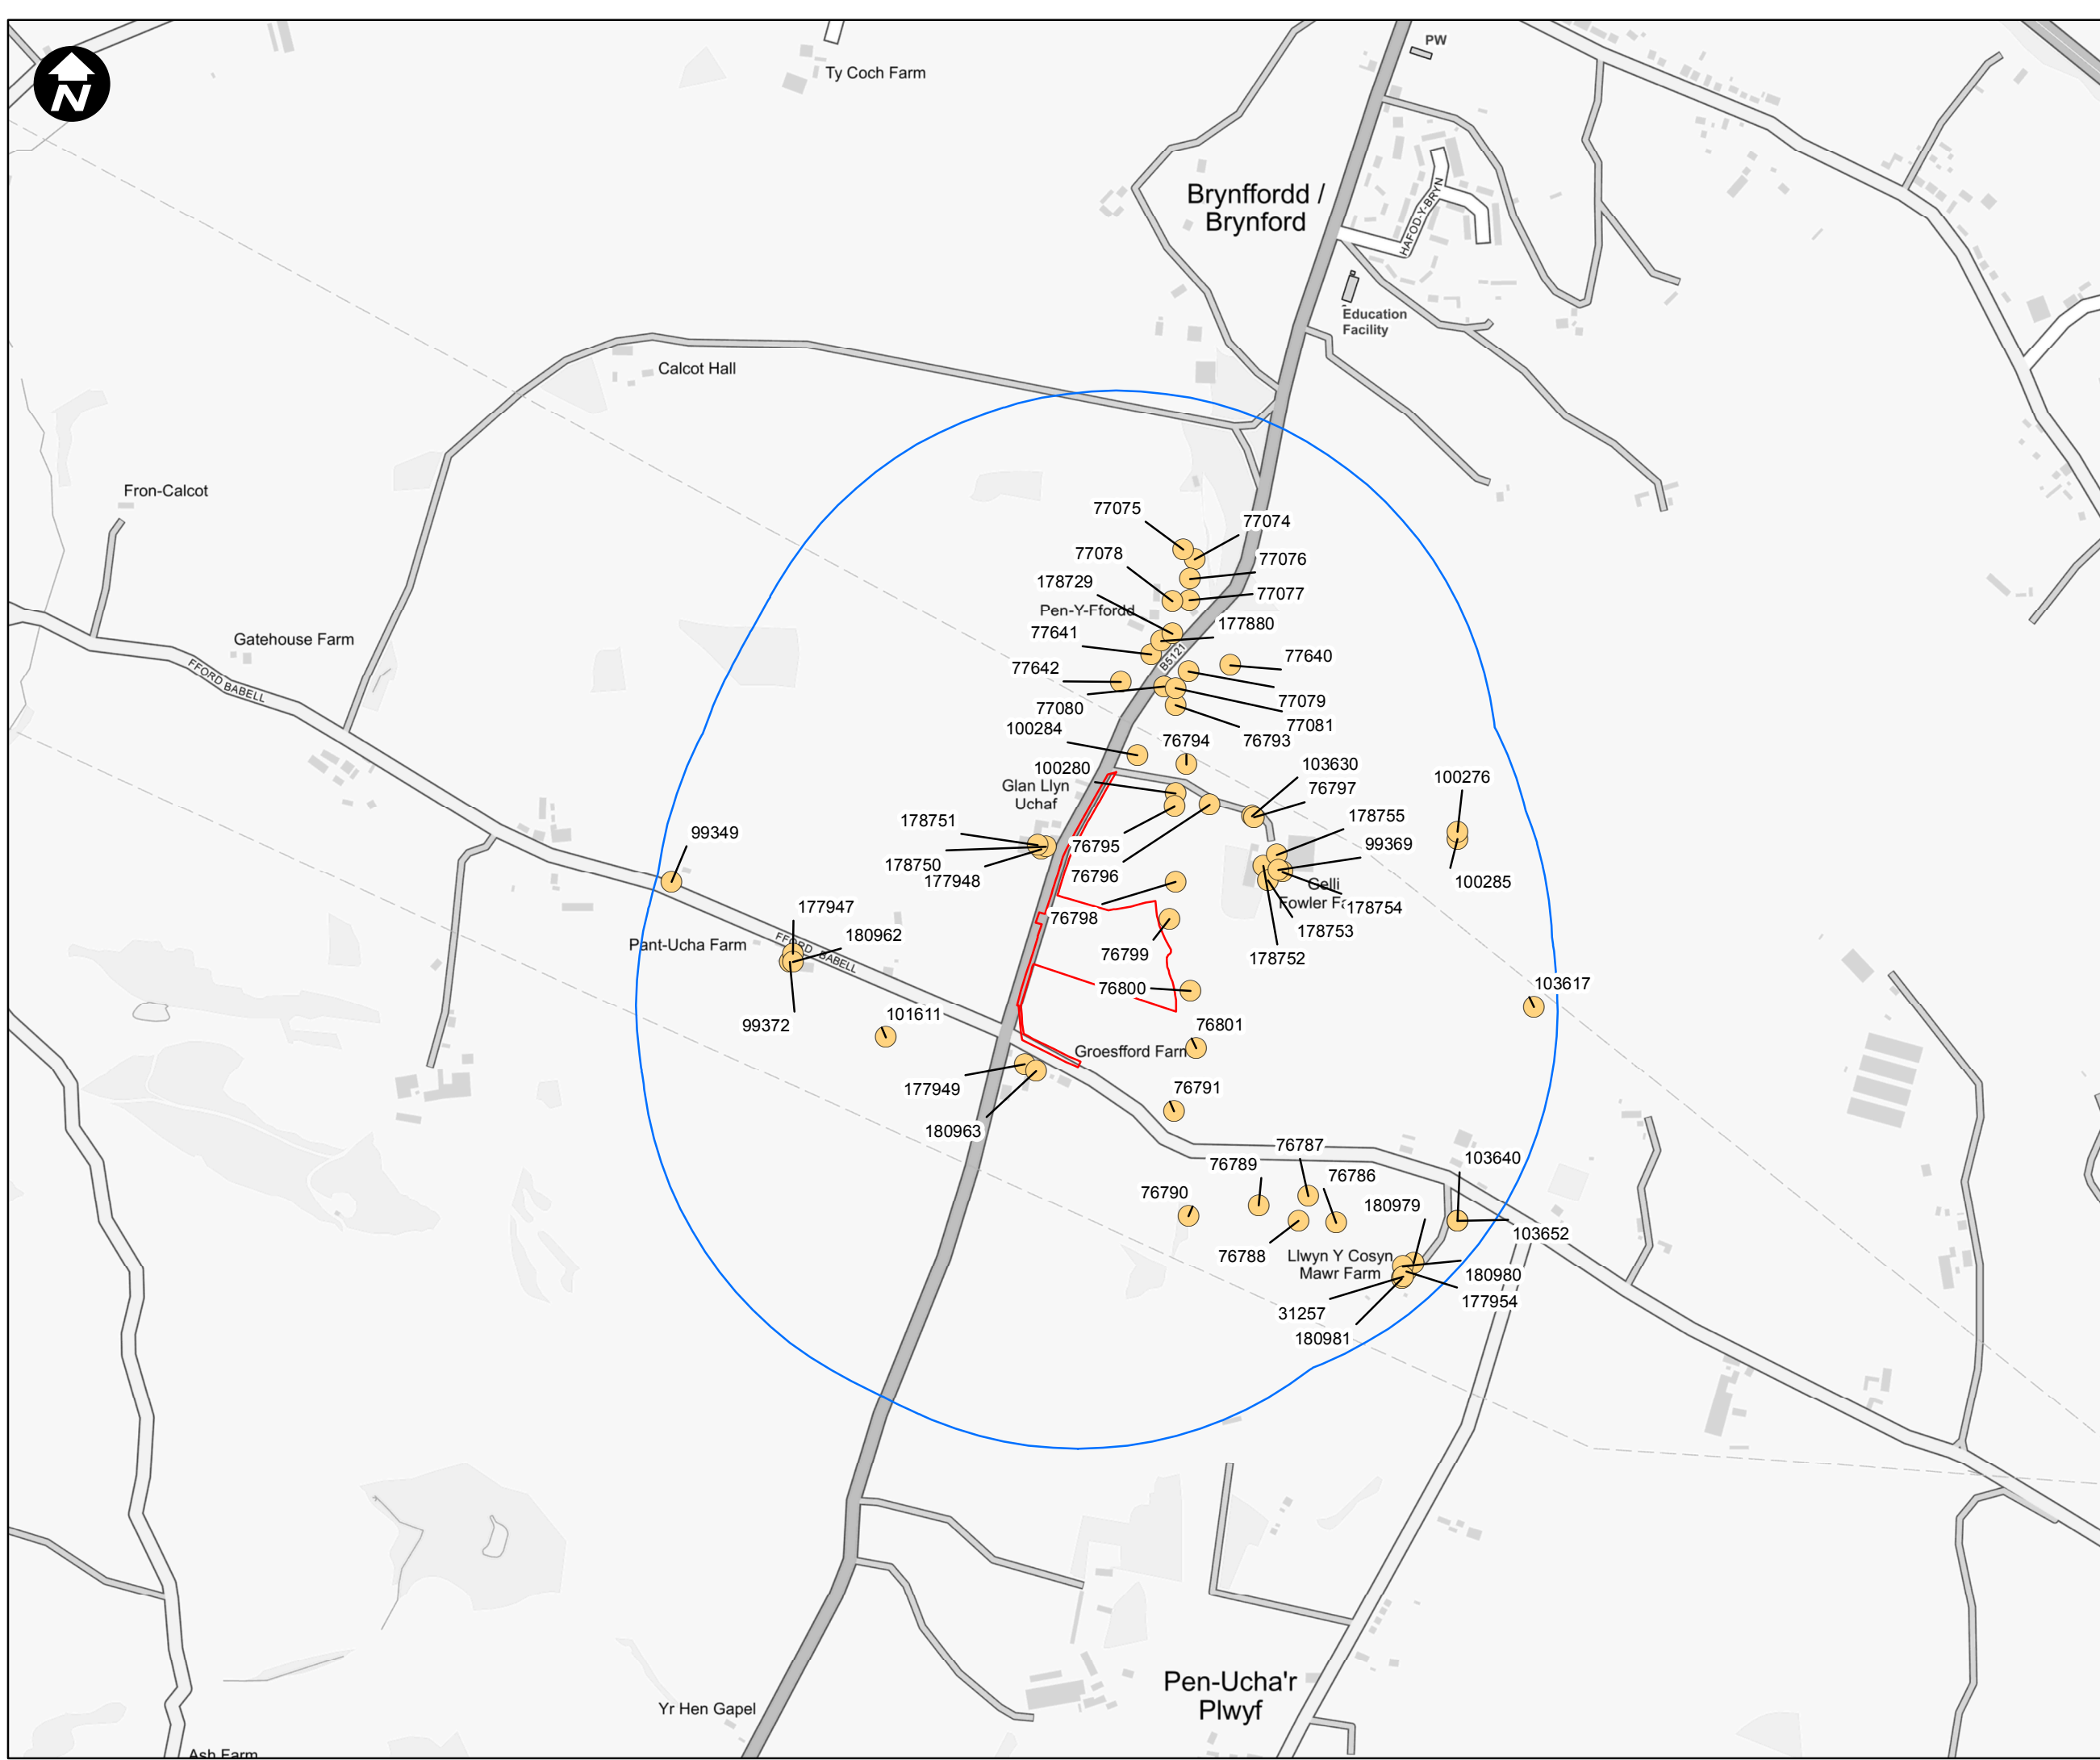 PW
N
Ty Coch Farm
Brynffordd /
Brynford
HAFOD-Y-BRYN
Education
Facility
Calcot Hall
Fron-Calcot
77075
77074
77078
77076
178729
77077
Pen-Y-Ffordd
177880
77641
B5121
77640
77642
77079
77080
77081
100284
76793
76794
Gatehouse Farm
FFORD BABELL
103630
100280
100276
Glan Llyn
Uchaf
76797
178751
178755
99349
76795
99369
178750
177948
76796
100285
Gelli
Fowler Fa
178754
177947
76798
178753
180962
Pant-Ucha Farm
FFORD BABELL
76799
178752
76800
103617
99372
101611
76801
Groesfford Farm
177949
76791
180963
76787
103640
76789
76786
76790
180979
103652
76788
Llwyn Y Cosyn
Mawr Farm
180980
177954
31257
180981
Pen-Ucha'r
Plwyf
Yr Hen Gapel
Ash Farm